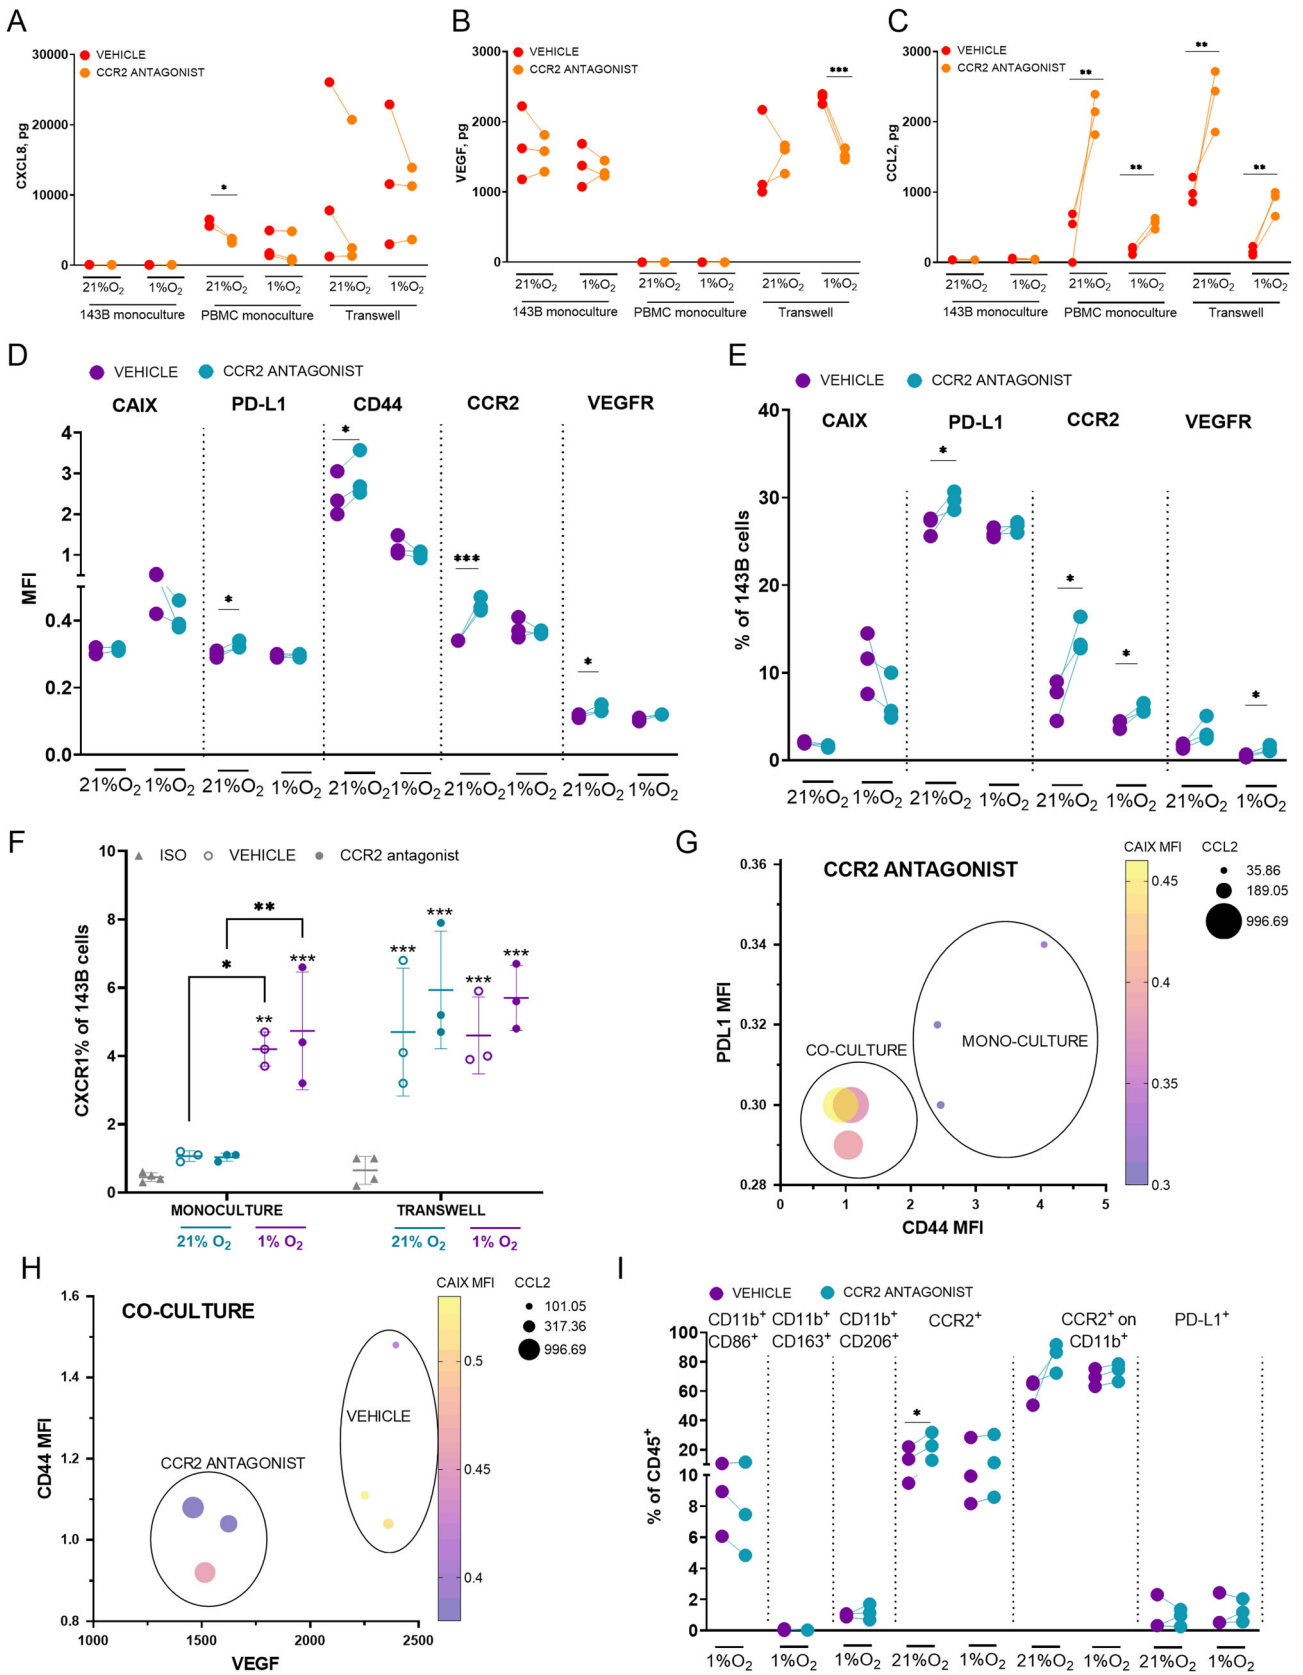 A
VEHICLE
CCR2 ANTAGONIST
CXCL8, pg
30000
20000
10000
0
*
21%O₂ 1%O₂ 21%O₂ 1%O₂ 21%O₂ 1%O₂
143B monoculture PBMC monoculture Transwell
B
VEHICLE
CCR2 ANTAGONIST
VEGF, pg
3000
2000
1000
0
***
21%O₂ 1%O₂ 21%O₂ 1%O₂ 21%O₂ 1%O₂
143B monoculture PBMC monoculture Transwell
C
VEHICLE
CCR2 ANTAGONIST
CCL2, pg
3000
2000
1000
0
** ** ** **
21%O₂ 1%O₂ 21%O₂ 1%O₂ 21%O₂ 1%O₂
143B monoculture PBMC monoculture Transwell
D
VEHICLE CCR2 ANTAGONIST
CAIX PD-L1 CD44 CCR2 VEGFR
MFI
4
3
2
1
0.4
0.2
0.0
* * *** *
21%O₂ 1%O₂ 21%O₂ 1%O₂ 21%O₂ 1%O₂ 21%O₂ 1%O₂ 21%O₂ 1%O₂
E
VEHICLE CCR2 ANTAGONIST
CAIX PD-L1 CCR2 VEGFR
% of 143B cells
40
30
20
10
0
* * * *
21%O₂ 1%O₂ 21%O₂ 1%O₂ 21%O₂ 1%O₂ 21%O₂ 1%O₂
F
ISO VEHICLE CCR2 antagonist
CXCR1% of 143B cells
10
8
6
4
2
0
* ** ** *** *** *** *** ***
MONOCULTURE TRANSWELL
21% O₂ 1% O₂ 21% O₂ 1% O₂
G
CCR2 ANTAGONIST
PDL1 MFI
0.36
0.34
0.32
0.30
0.28
CO-CULTURE
MONO-CULTURE
0 1 2 3 4 5
CD44 MFI
CAIX MFI
0.45
0.4
0.35
0.3
CCL2
35.86
189.05
996.69
H
CO-CULTURE
CD44 MFI
1.6
1.4
1.2
1.0
0.8
VEHICLE
CCR2 ANTAGONIST
1000 1500 2000 2500
VEGF
CAIX MFI
0.5
0.45
0.4
CCL2
101.05
317.36
996.69
I
VEHICLE CCR2 ANTAGONIST
CD11b⁺ CD11b⁺ CD11b⁺ CCR2⁺ CCR2⁺ on PD-L1⁺
CD86⁺ CD163⁺ CD206⁺ CD11b⁺
% of CD45⁺
100
80
60
40
20
10
8
6
4
2
0
*
1%O₂ 1%O₂ 1%O₂ 21%O₂ 1%O₂ 21%O₂ 1%O₂ 21%O₂ 1%O₂